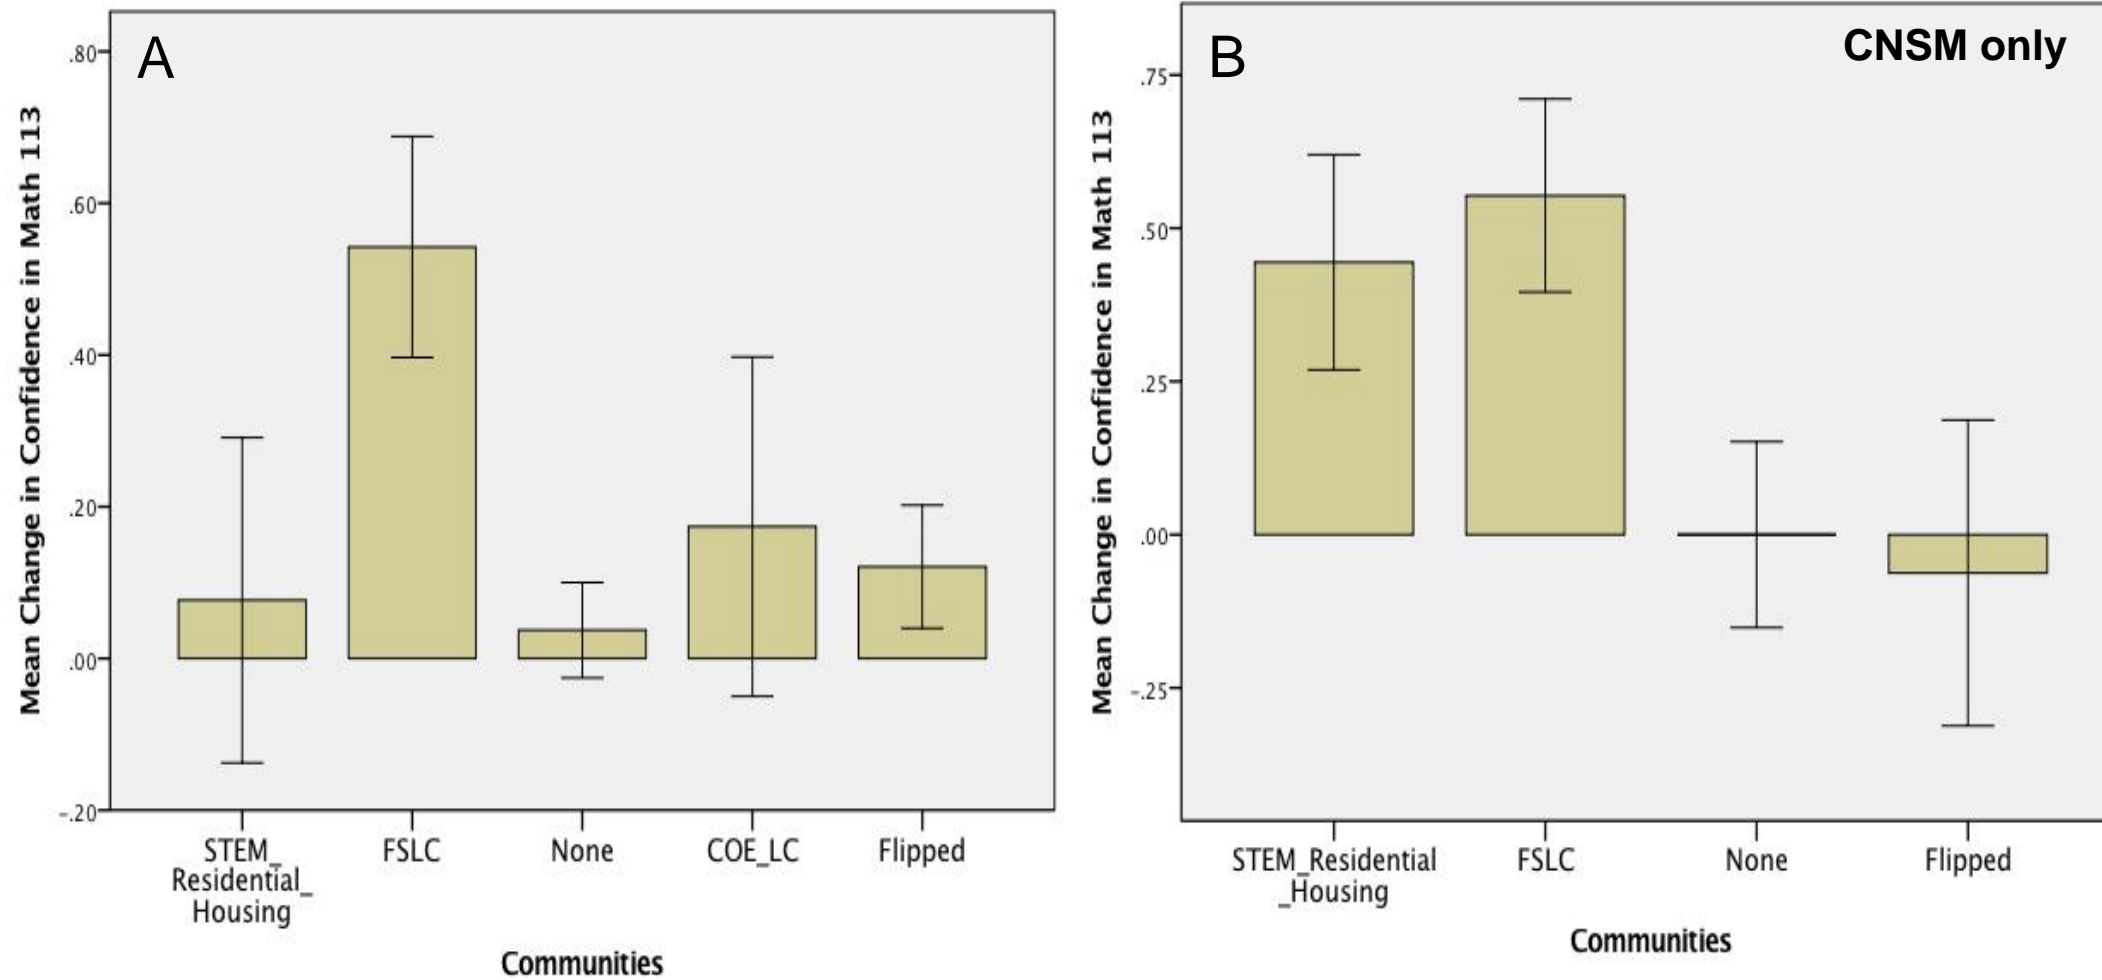 A
Mean Change in Confidence in Math 113
.80
.60
.40
.20
.00
-.20
STEM_
Residential_
Housing
FSLC
None
COE_LC
Flipped
Communities
B
CNSM only
Mean Change in Confidence in Math 113
.75
.50
.25
.00
-.25
STEM_Residential
_Housing
FSLC
None
Flipped
Communities